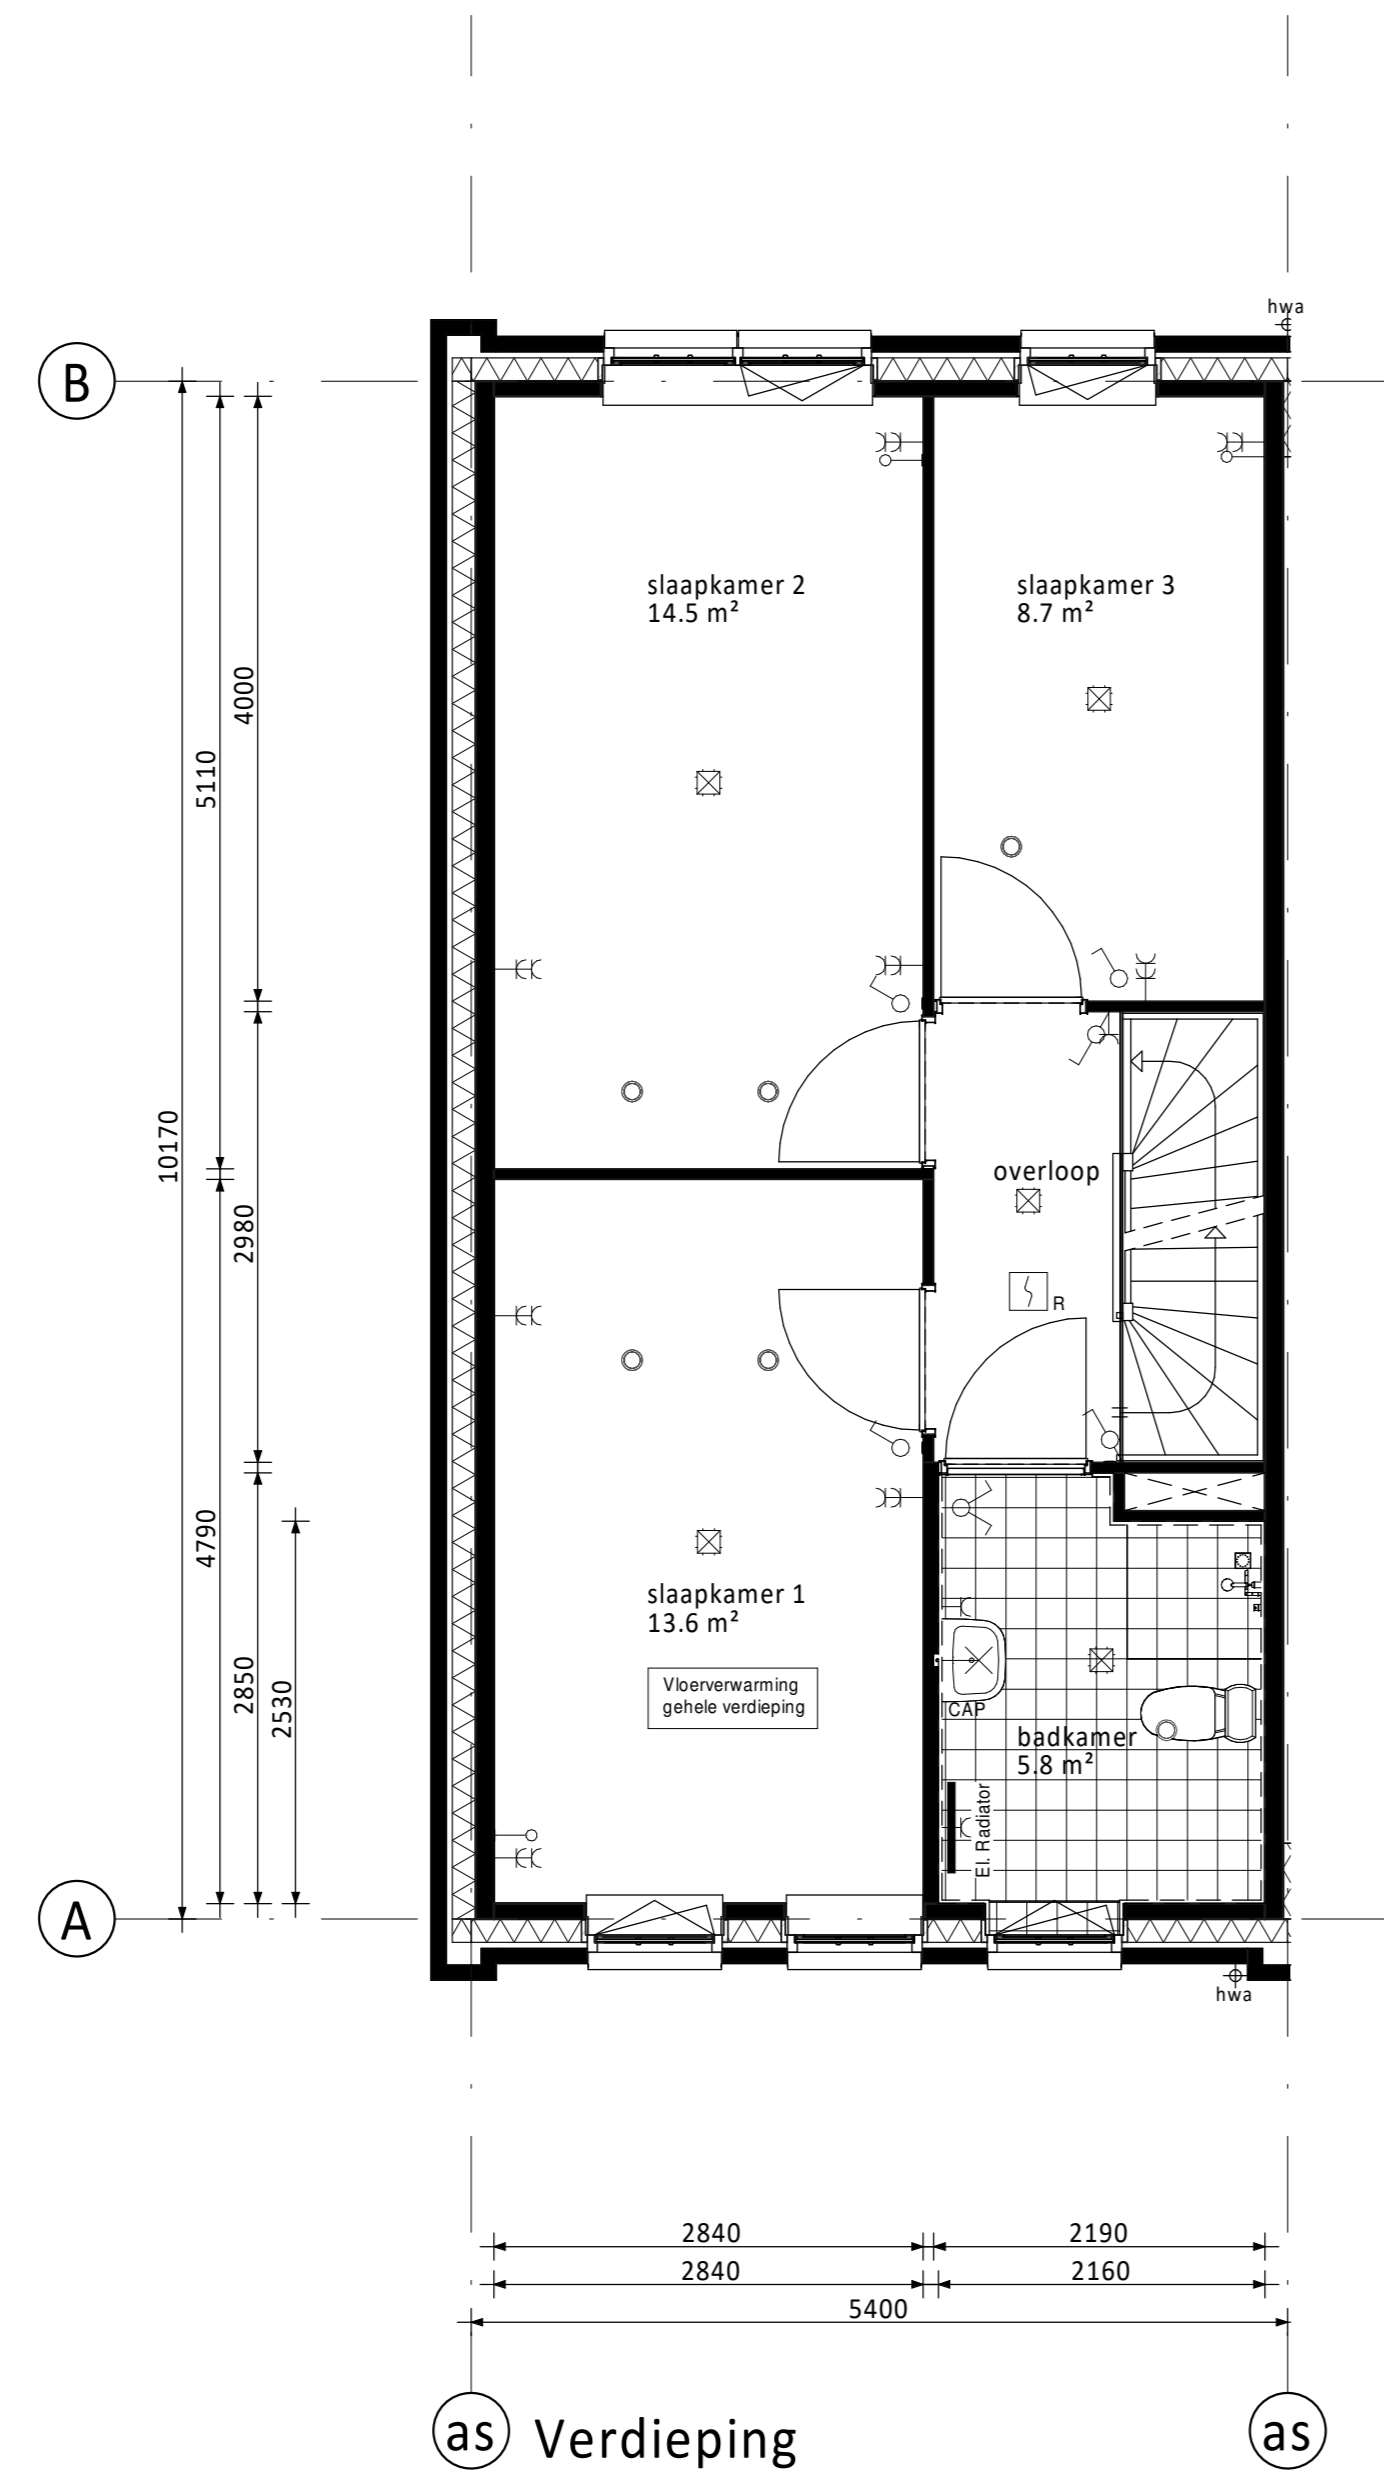 hwa
B
slaapkamer 2
14.5 m²
slaapkamer 3
8.7 m²
4000
5110
10170
2980
overloop
R
4790
2850
2530
slaapkamer 1
13.6 m²
Vloerverwarming
gehele verdieping
CAP
badkamer
5.8 m²
El. Radiator
A
hwa
2840
2190
2840
2160
5400
as
Verdieping
as